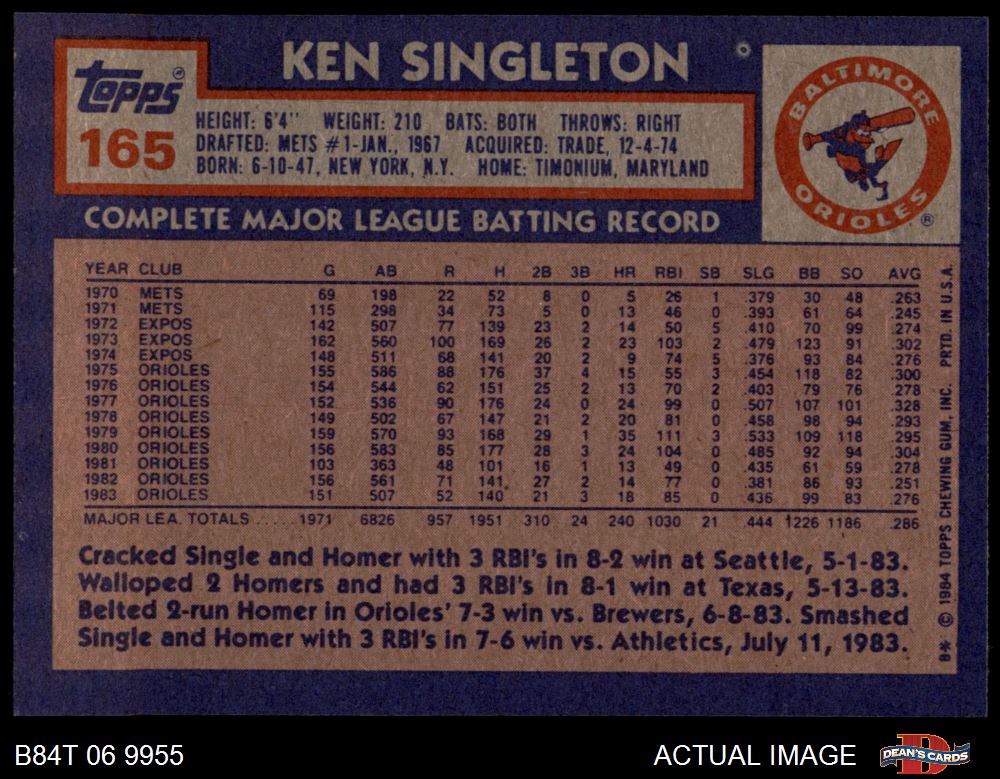 KEN SINGLETON
topps®
165
HEIGHT: 6'4" WEIGHT: 210 BATS: BOTH THROWS: RIGHT
DRAFTED: METS #1-JAN., 1967 ACQUIRED: TRADE, 12-4-74
BORN: 6-10-47, NEW YORK, N.Y. HOME: TIMONIUM, MARYLAND
BALTIMORE
ORIOLES ®
COMPLETE MAJOR LEAGUE BATTING RECORD
YEAR CLUB G AB R H 2B 3B HR RBI SB SLG BB SO AVG
1970 METS 69 198 22 52 8 0 5 26 1 .379 30 48 .263
1971 METS 115 298 34 73 5 0 13 46 0 .393 61 64 .245
1972 EXPOS 142 507 77 139 23 2 14 50 5 .410 70 99 .274
1973 EXPOS 162 560 100 169 26 2 23 103 2 .479 123 91 .302
1974 EXPOS 148 511 68 141 20 2 9 74 5 .376 93 84 .276
1975 ORIOLES 155 586 88 176 37 4 15 55 3 .454 118 82 .300
1976 ORIOLES 154 544 62 151 25 2 13 70 2 .403 79 76 .278
1977 ORIOLES 152 536 90 176 24 0 24 99 0 .507 107 101 .328
1978 ORIOLES 149 502 67 147 21 2 20 81 0 .458 98 94 .293
1979 ORIOLES 159 570 93 168 29 1 35 111 3 .533 109 118 .295
1980 ORIOLES 156 583 85 177 28 3 24 104 0 .485 92 94 .304
1981 ORIOLES 103 363 48 101 16 1 13 49 0 .435 61 59 .278
1982 ORIOLES 156 561 71 141 27 2 14 77 0 .381 86 93 .251
1983 ORIOLES 151 507 52 140 21 3 18 85 0 .436 99 83 .276
MAJOR LEA. TOTALS ..... 1971 6826 957 1951 310 24 240 1030 21 .444 1226 1186 .286
Cracked Single and Homer with 3 RBI's in 8-2 win at Seattle, 5-1-83.
Walloped 2 Homers and had 3 RBI's in 8-1 win at Texas, 5-13-83.
Belted 2-run Homer in Orioles' 7-3 win vs. Brewers, 6-8-83. Smashed
Single and Homer with 3 RBI's in 7-6 win vs. Athletics, July 11, 1983.
B* © 1984 TOPPS CHEWING GUM, INC. PRTD. IN U.S.A.
B84T 06 9955
ACTUAL IMAGE
D
DEAN'S CARDS